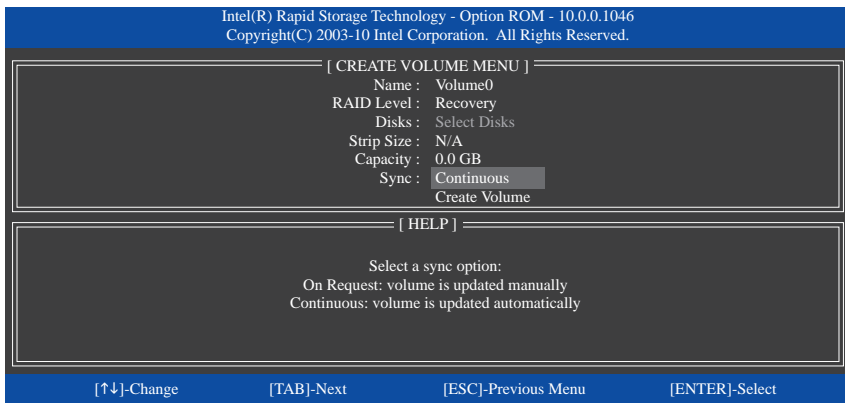 Intel(R) Rapid Storage Technology - Option ROM - 10.0.0.1046
Copyright(C) 2003-10 Intel Corporation. All Rights Reserved.
[ CREATE VOLUME MENU ]
Name : Volume0
RAID Level : Recovery
Disks : Select Disks
Strip Size : N/A
Capacity : 0.0 GB
Sync : Continuous
Create Volume
[ HELP ]
Select a sync option:
On Request: volume is updated manually
Continuous: volume is updated automatically
[↑↓]-Change [TAB]-Next [ESC]-Previous Menu [ENTER]-Select